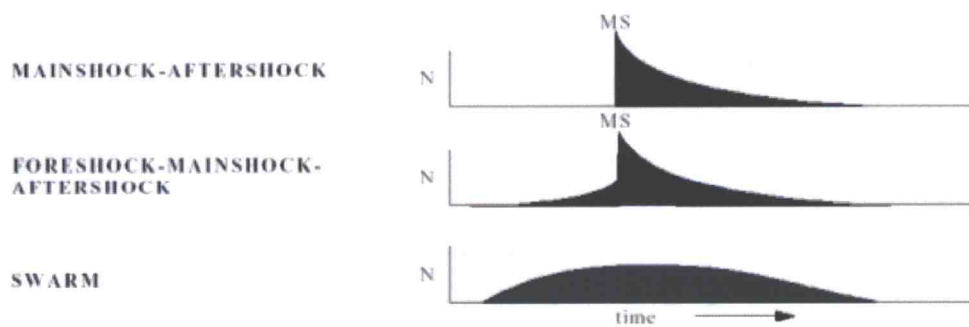 MS
MAINSHOCK-AFTERSHOCK
N
MS
FORESHOCK-MAINSHOCK-
AFTERSHOCK
N
SWARM
N
time